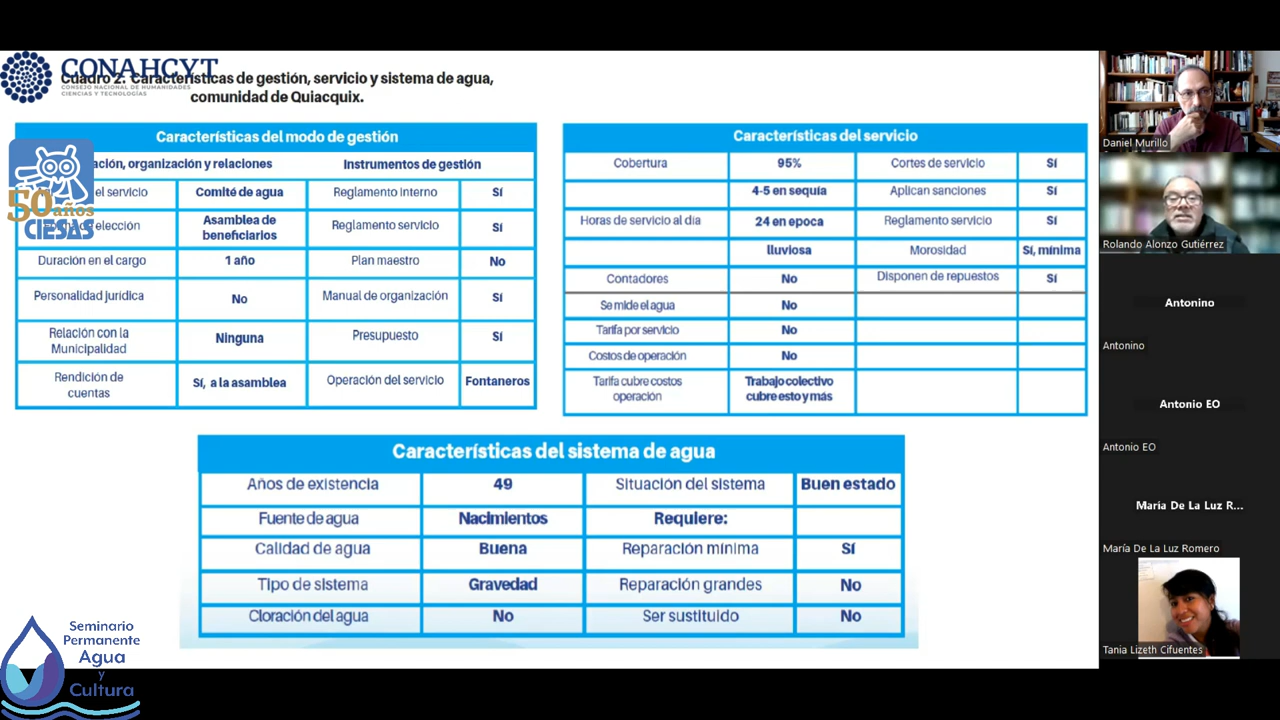 CONAHCYT
CONSEJO NACIONAL DE HUMANIDADES
CIENCIAS Y TECNOLOGÍAS
Cuadro 2. Características de gestión, servicio y sistema de agua,
comunidad de Quiacquix.
50 años
CIESAS
Características del modo de gestión
organización y relaciones Instrumentos de gestión
el servicio Comité de agua Reglamento interno Sí
elección Asamblea de beneficiarios Reglamento servicio Sí
Duración en el cargo 1 año Plan maestro No
Personalidad jurídica No Manual de organización Sí
Relación con la Municipalidad Ninguna Presupuesto Sí
Rendición de cuentas Sí, a la asamblea Operación del servicio Fontaneros
Características del servicio
Cobertura 95% Cortes de servicio Sí
4-5 en sequía Aplican sanciones Sí
Horas de servicio al día 24 en epoca Reglamento servicio Sí
lluviosa Morosidad Sí, mínima
Contadores No Disponen de repuestos Sí
Se mide el agua No
Tarifa por servicio No
Costos de operación No
Tarifa cubre costos operación Trabajo colectivo cubre esto y más
Características del sistema de agua
Años de existencia 49 Situación del sistema Buen estado
Fuente de agua Nacimientos Requiere:
Calidad de agua Buena Reparación mínima Sí
Tipo de sistema Gravedad Reparación grandes No
Cloración del agua No Ser sustituido No
Seminario
Permanente
Agua
y
Cultura
Daniel Murillo
Rolando Alonzo Gutiérrez
Antonino
Antonino
Antonio EO
Antonio EO
María De La Luz R...
María De La Luz Romero
Tania Lizeth Cifuentes